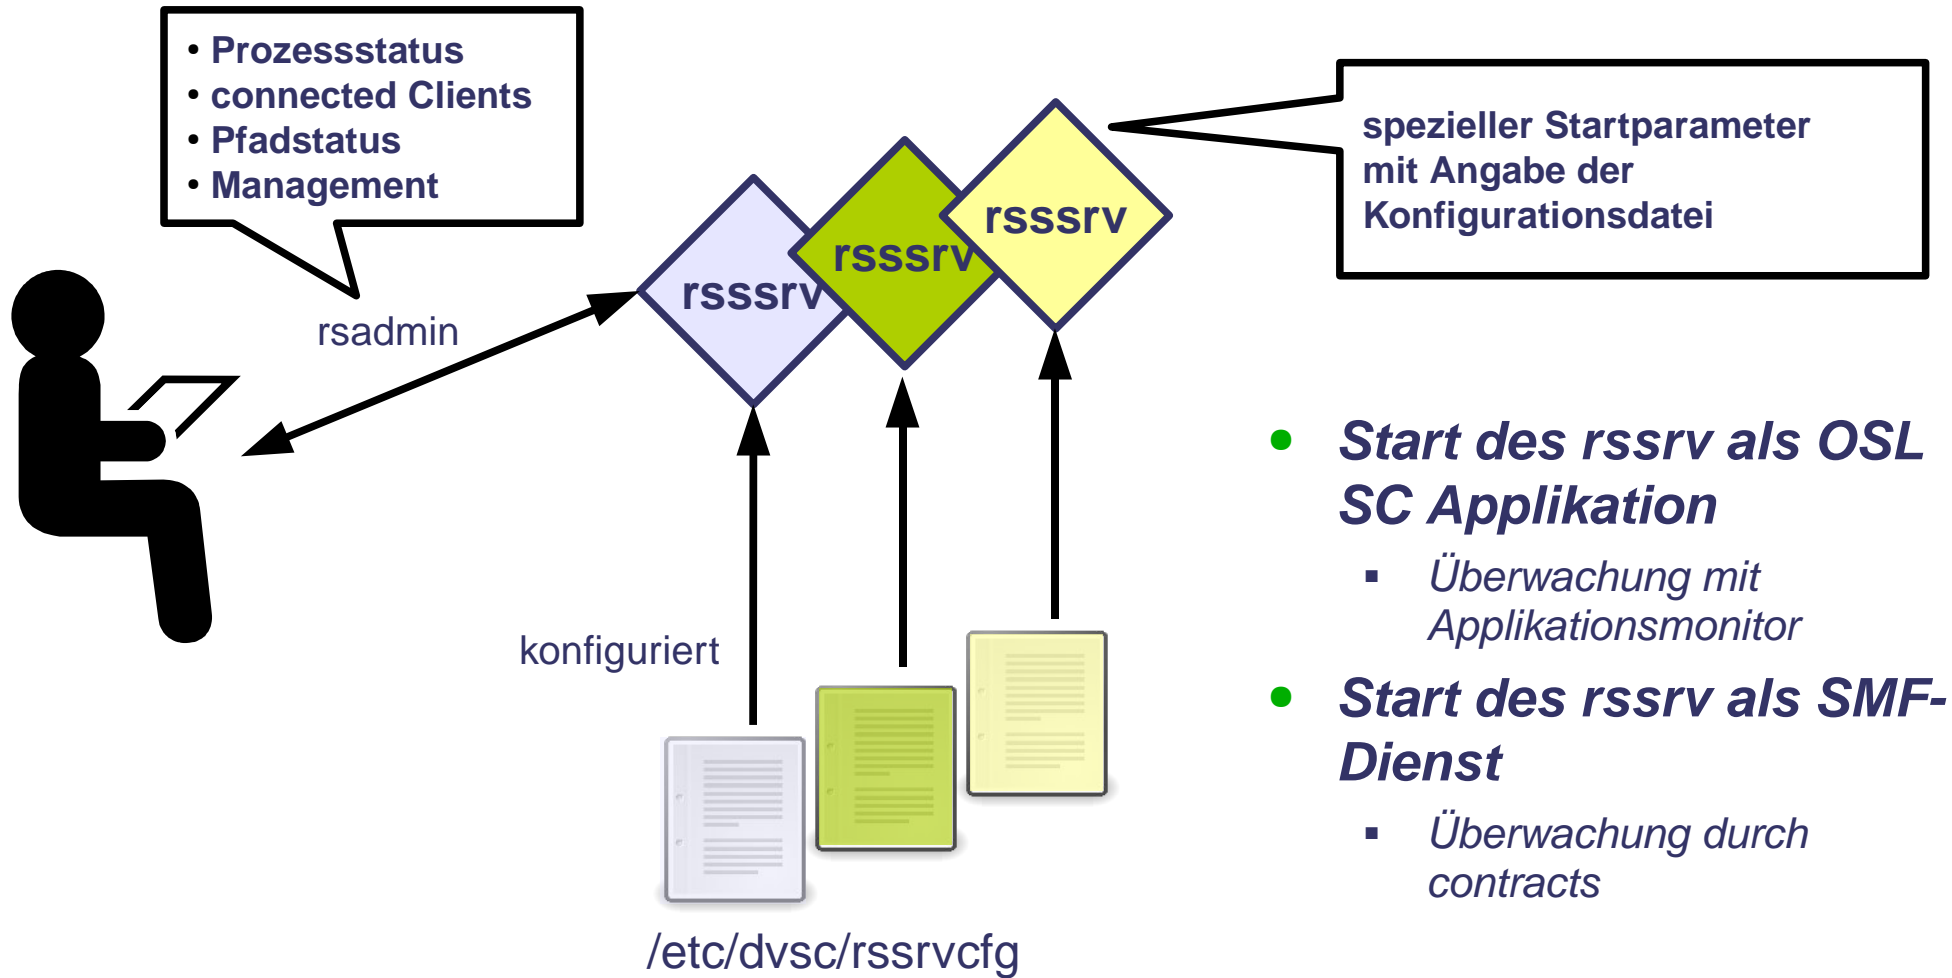 • Prozessstatus
• connected Clients
• Pfadstatus
• Management
spezieller Startparameter
mit Angabe der
Konfigurationsdatei
rsssrv
rsssrv
rsssrv
rsadmin
konfiguriert
/etc/dvsc/rssrvcfg
• Start des rssrv als OSL
SC Applikation
▪ Überwachung mit
Applikationsmonitor
• Start des rssrv als SMF-
Dienst
▪ Überwachung durch
contracts